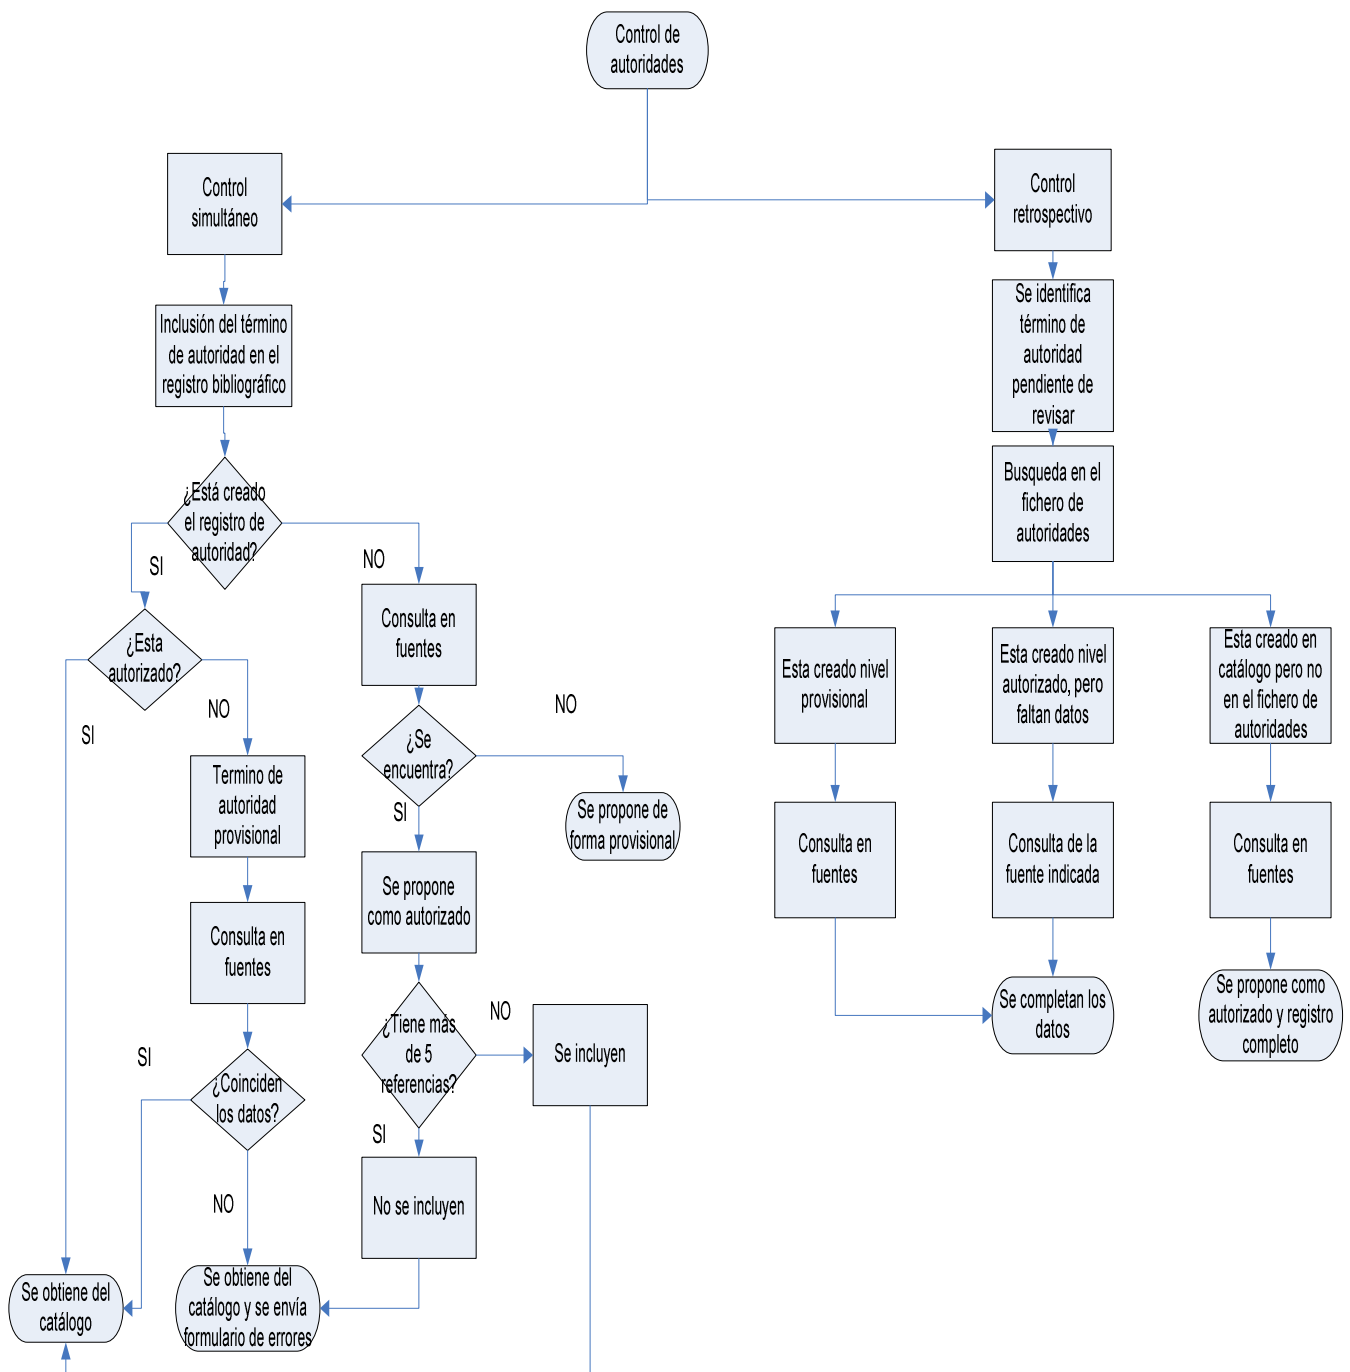 Control de
autoridades
Control
simultáneo
Control
retrospectivo
Inclusión del término
de autoridad en el
registro bibliográfico
Se identifica
término de
autoridad
pendiente de
revisar
¿Está creado
el registro de
autoridad?
Busqueda en el
fichero de
autoridades
SI
NO
¿Esta
autorizado?
Consulta en
fuentes
Esta creado nivel
provisional
Esta creado nivel
autorizado, pero
faltan datos
Esta creado en
catálogo pero no
en el fichero de
autoridades
SI
NO
¿Se
encuentra?
NO
SI
Termino de
autoridad
provisional
Se propone de
forma provisional
Consulta en
fuentes
Consulta de la
fuente indicada
Consulta en
fuentes
Se propone
como autorizado
Consulta en
fuentes
Se completan los
datos
Se propone como
autorizado y registro
completo
¿Tiene más
de 5
referencias?
NO
Se incluyen
SI
¿Coinciden
los datos?
SI
NO
No se incluyen
Se obtiene del
catálogo
Se obtiene del
catálogo y se envía
formulario de errores